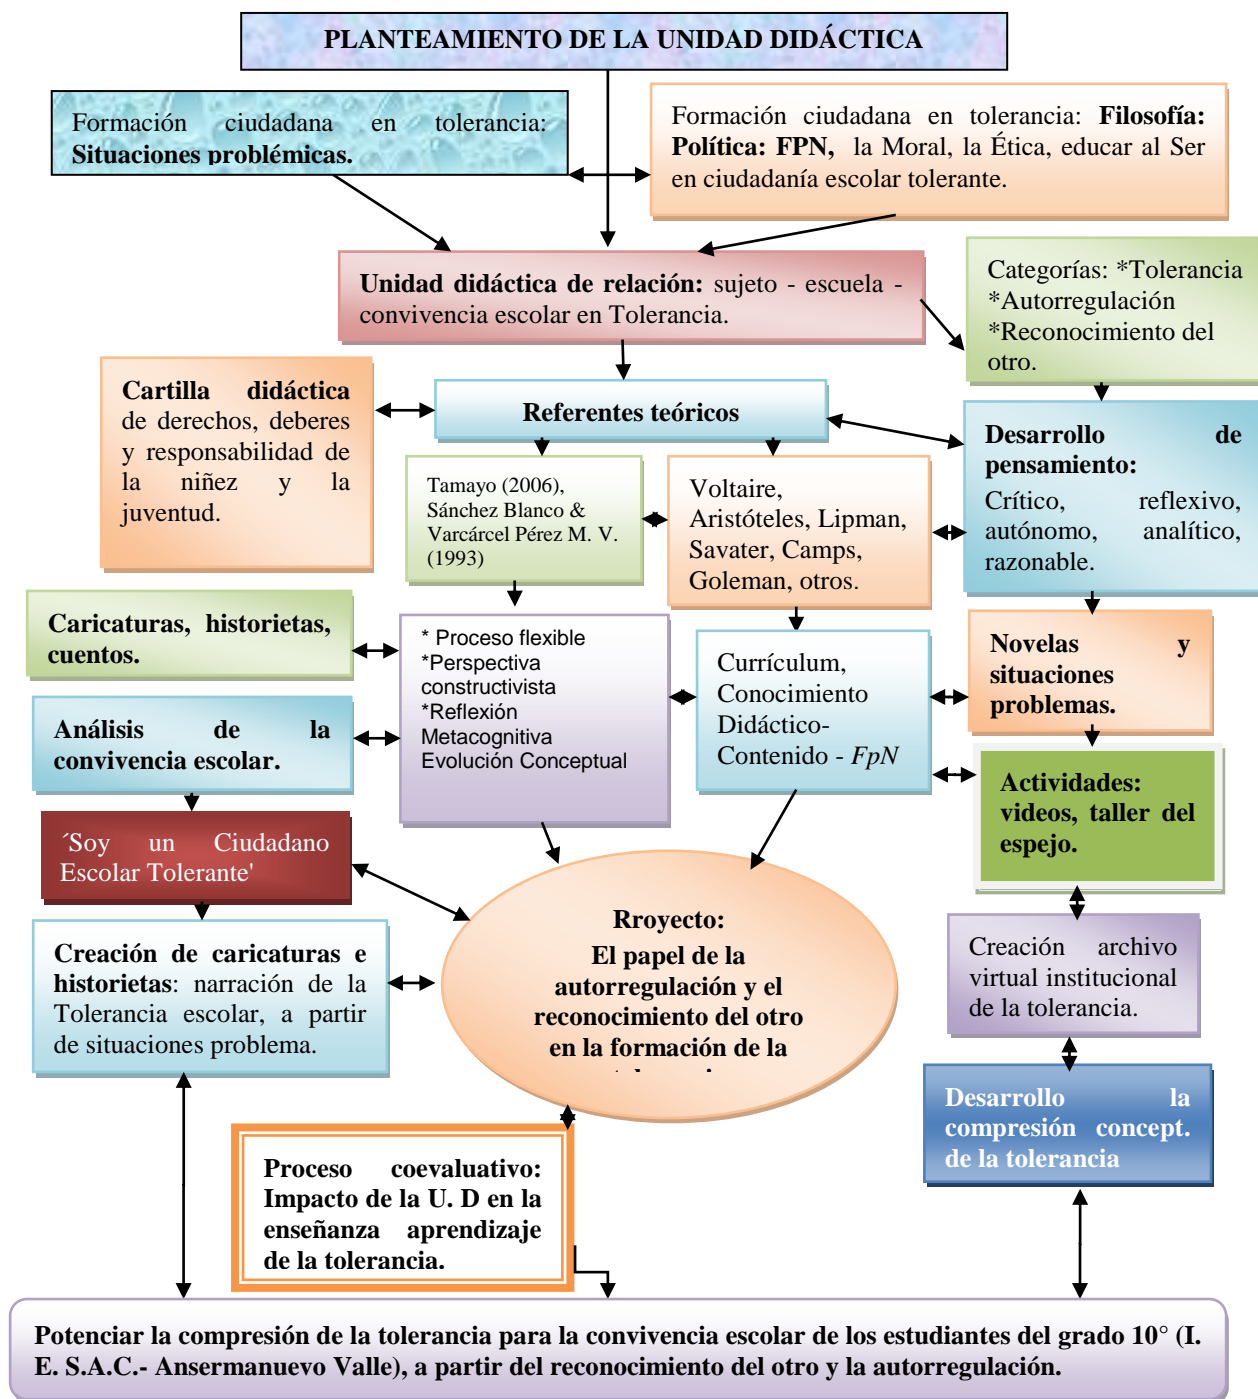 PLANTEAMIENTO DE LA UNIDAD DIDÁCTICA
Formación ciudadana en tolerancia:
Situaciones problémicas.
Formación ciudadana en tolerancia: Filosofía:
Política: FPN, la Moral, la Ética, educar al Ser
en ciudadanía escolar tolerante.
Unidad didáctica de relación: sujeto - escuela -
convivencia escolar en Tolerancia.
Categorías: *Tolerancia
*Autorregulación
*Reconocimiento del
otro.
Cartilla didáctica
de derechos, deberes
y responsabilidad de
la niñez y la
juventud.
Referentes teóricos
Desarrollo de
pensamiento:
Crítico, reflexivo,
autónomo, analítico,
razonable.
Tamayo (2006),
Sánchez Blanco &
Varcárcel Pérez M. V.
(1993)
Voltaire,
Aristóteles, Lipman,
Savater, Camps,
Goleman, otros.
Caricaturas, historietas,
cuentos.
* Proceso flexible
*Perspectiva
constructivista
*Reflexión
Metacognitiva
Evolución Conceptual
Currículum,
Conocimiento
Didáctico-
Contenido - FpN
Novelas y
situaciones
problemas.
Análisis de la
convivencia escolar.
Actividades:
videos, taller del
espejo.
´Soy un Ciudadano
Escolar Tolerante'
Rroyecto:
El papel de la
autorregulación y el
reconocimiento del otro
en la formación de la
Creación de caricaturas e
historietas: narración de la
Tolerancia escolar, a partir
de situaciones problema.
Creación archivo
virtual institucional
de la tolerancia.
Desarrollo la
compresión concept.
de la tolerancia
Proceso coevaluativo:
Impacto de la U. D en la
enseñanza aprendizaje
de la tolerancia.
Potenciar la compresión de la tolerancia para la convivencia escolar de los estudiantes del grado 10° (I.
E. S.A.C.- Ansermanuevo Valle), a partir del reconocimiento del otro y la autorregulación.